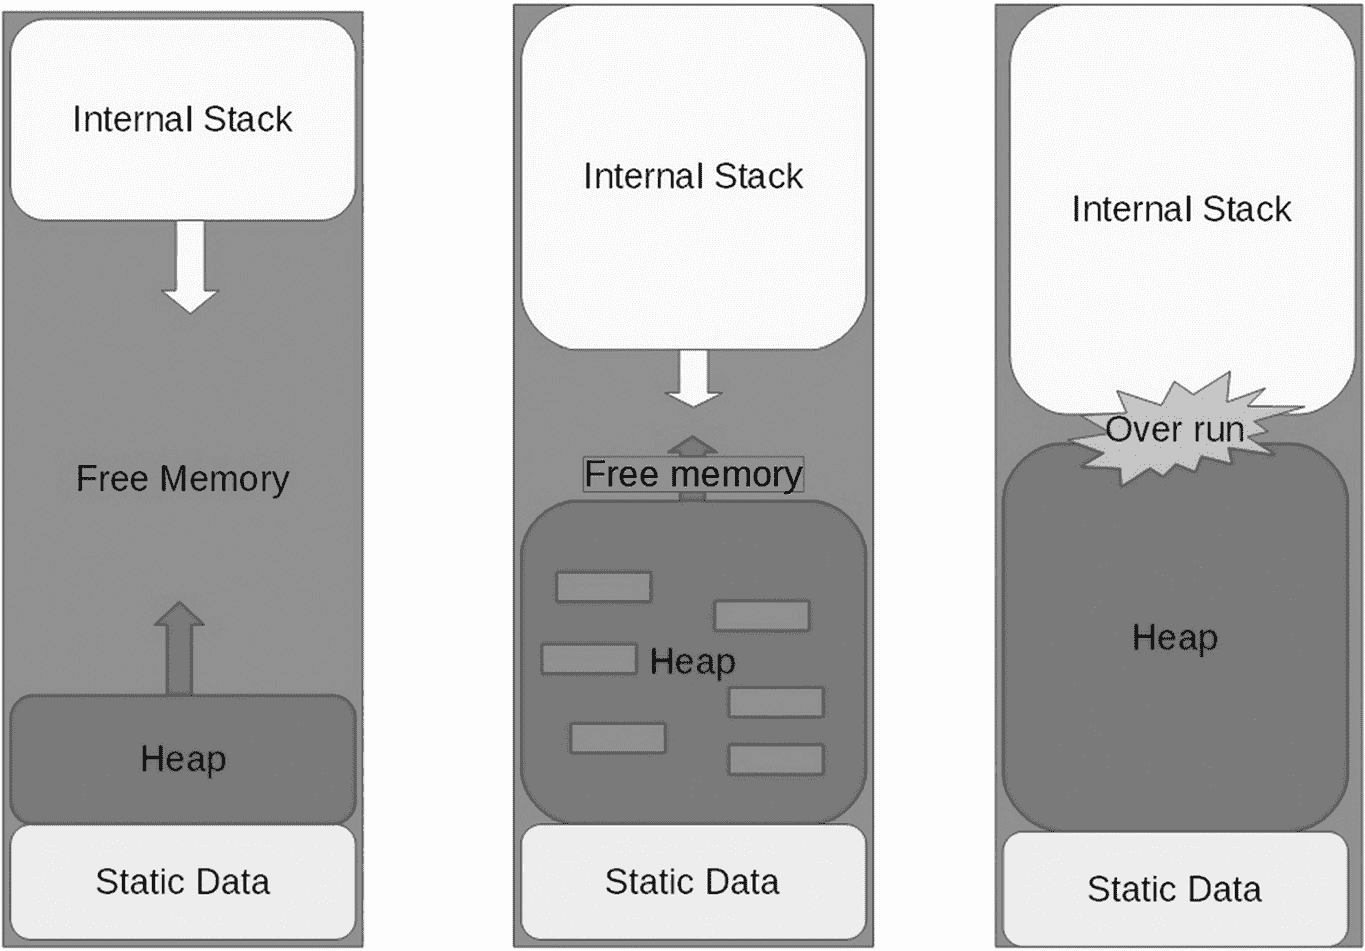 Internal Stack
Free Memory
Heap
Static Data
Internal Stack
Free memory
Heap
Static Data
Internal Stack
Over run
Heap
Static Data